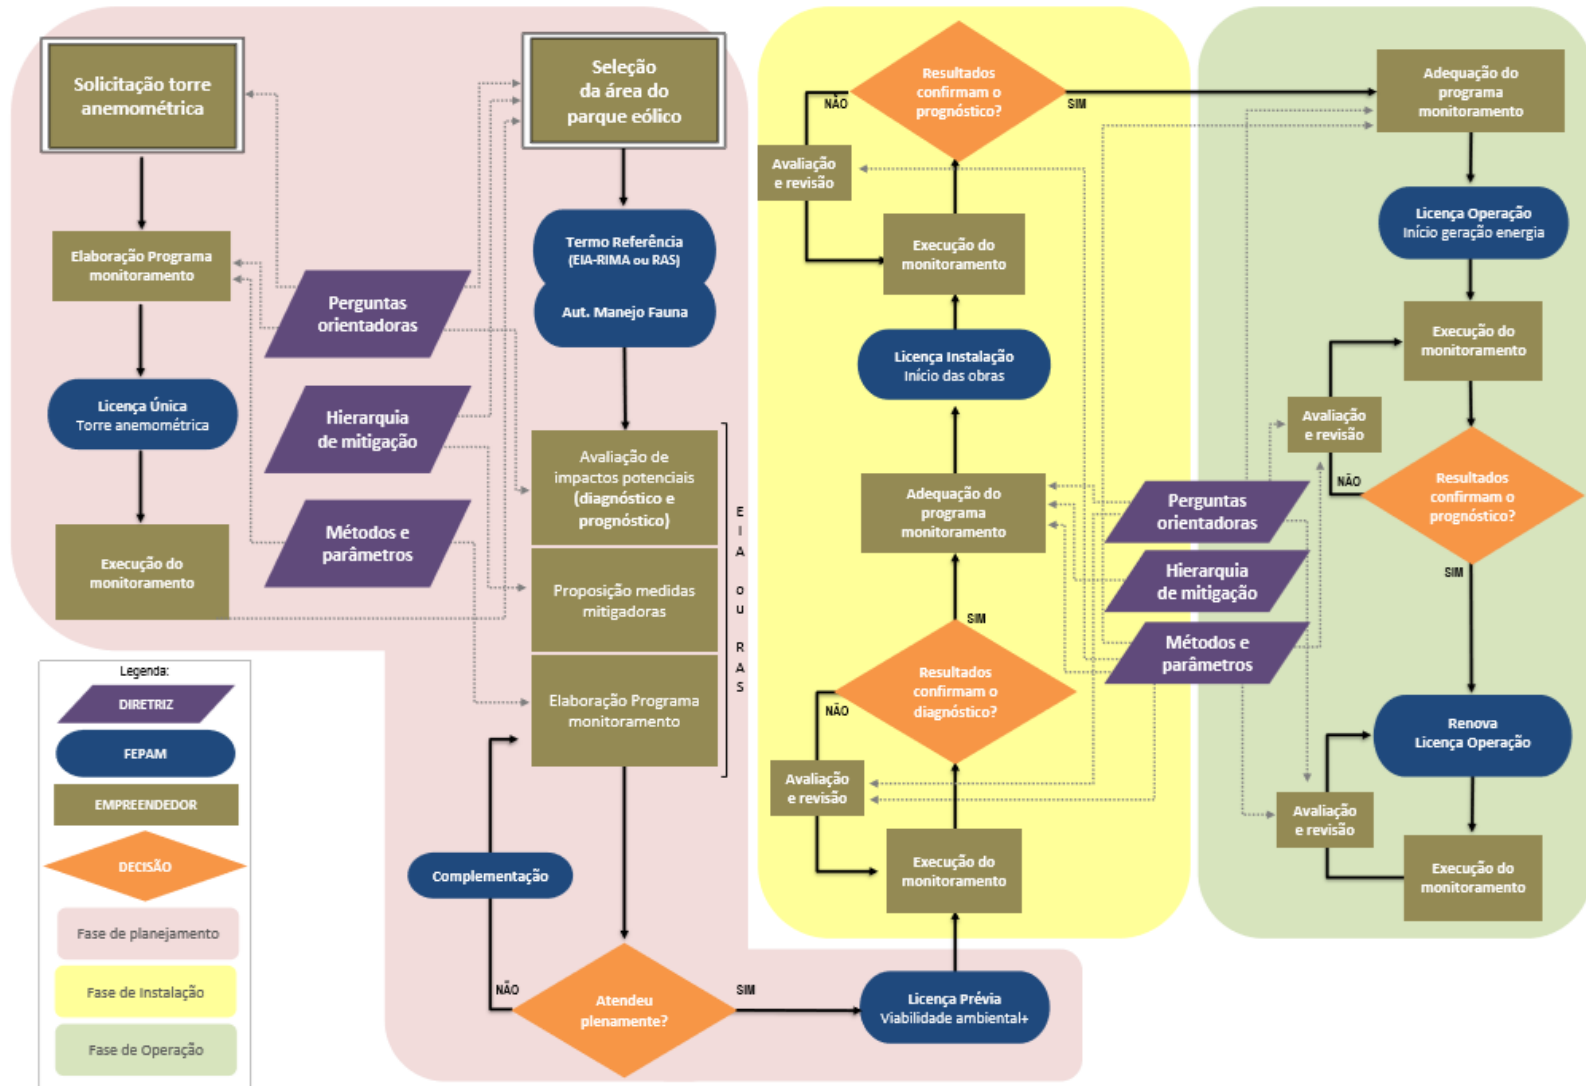 Solicitação torre
anemométrica
Elaboração Programa
monitoramento
Licença Única
Torre anemométrica
Execução do
monitoramento
Perguntas
orientadoras
Hierarquia
de mitigação
Métodos e
parâmetros
Seleção
da área do
parque eólico
Termo Referência
(EIA-RIMA ou RAS)
Aut. Manejo Fauna
Avaliação de
impactos potenciais
(diagnóstico e
prognóstico)
Proposição medidas
mitigadoras
Elaboração Programa
monitoramento
EIA ou RAS
Complementação
NÃO
Atendeu
plenamente?
SIM
Licença Prévia
Viabilidade ambiental+
Legenda:
DIRETRIZ
FEPAM
EMPREENDEDOR
DECISÃO
Fase de planejamento
Fase de Instalação
Fase de Operação
Resultados
confirmam o
prognóstico?
NÃO
SIM
Avaliação
e revisão
Execução do
monitoramento
Licença Instalação
Início das obras
Adequação do
programa
monitoramento
SIM
Resultados
confirmam o
diagnóstico?
NÃO
Avaliação
e revisão
Execução do
monitoramento
Perguntas
orientadoras
Hierarquia
de mitigação
Métodos e
parâmetros
Adequação do
programa
monitoramento
Licença Operação
Início geração energia
Execução do
monitoramento
Avaliação
e revisão
NÃO
Resultados
confirmam o
prognóstico?
SIM
Renova
Licença Operação
Avaliação
e revisão
Execução do
monitoramento